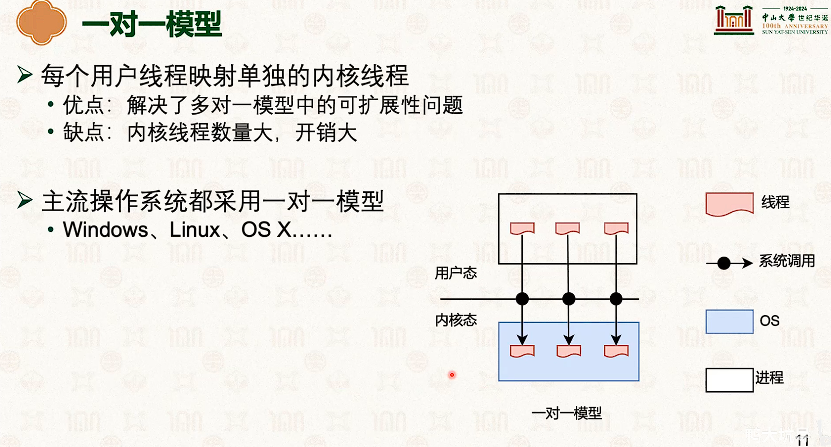 一对一模型
1924-2024
中山大學 世纪华诞
100th ANNIVERSARY
SUN YAT-SEN UNIVERSITY
每个用户线程映射单独的内核线程
• 优点：解决了多对一模型中的可扩展性问题
• 缺点：内核线程数量大，开销大
主流操作系统都采用一对一模型
• Windows、Linux、OS X……
线程
用户态
系统调用
内核态
OS
进程
一对一模型
11